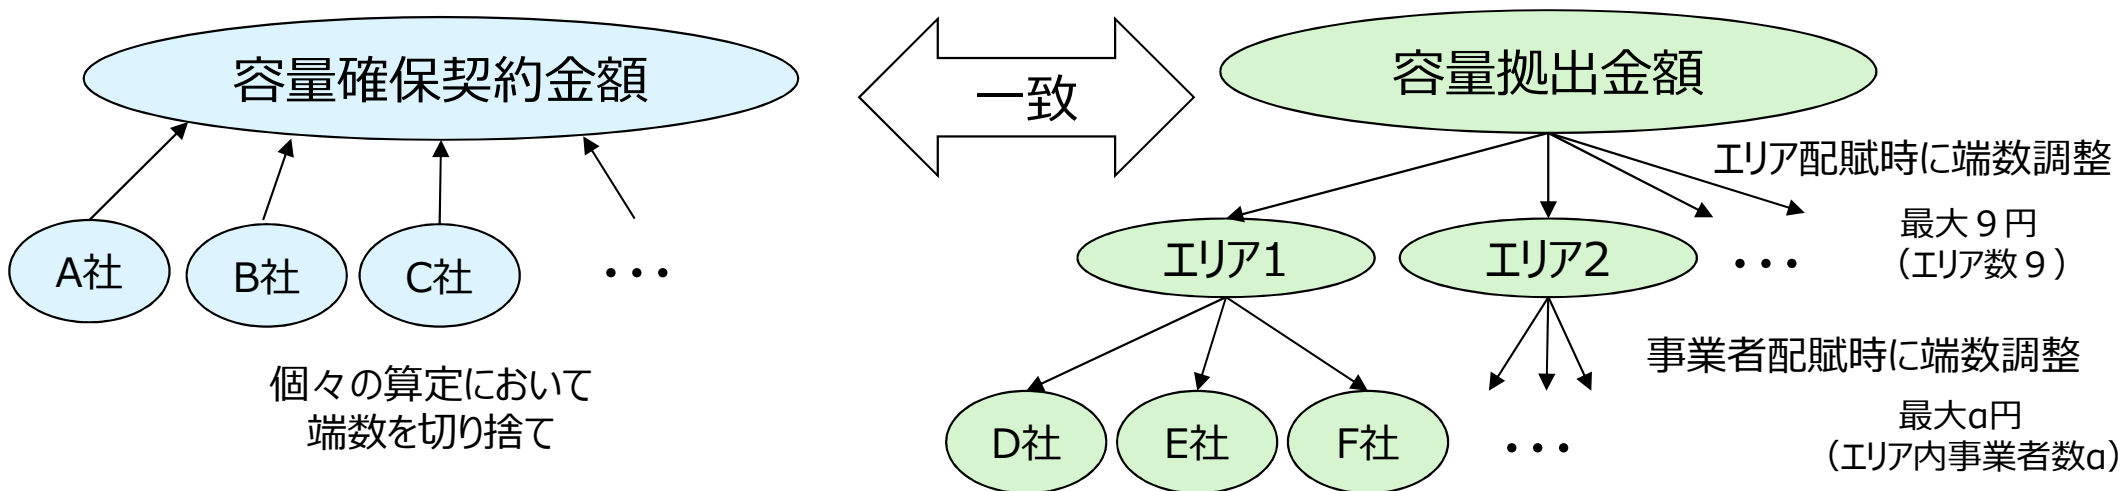 容量確保契約金額
一致
容量拠出金額
エリア配賦時に端数調整
A社
B社
C社
・・・
エリア1
エリア2
・・・
最大９円
（エリア数９）
個々の算定において
端数を切り捨て
事業者配賦時に端数調整
D社
E社
F社
・・・
最大α円
（エリア内事業者数α）